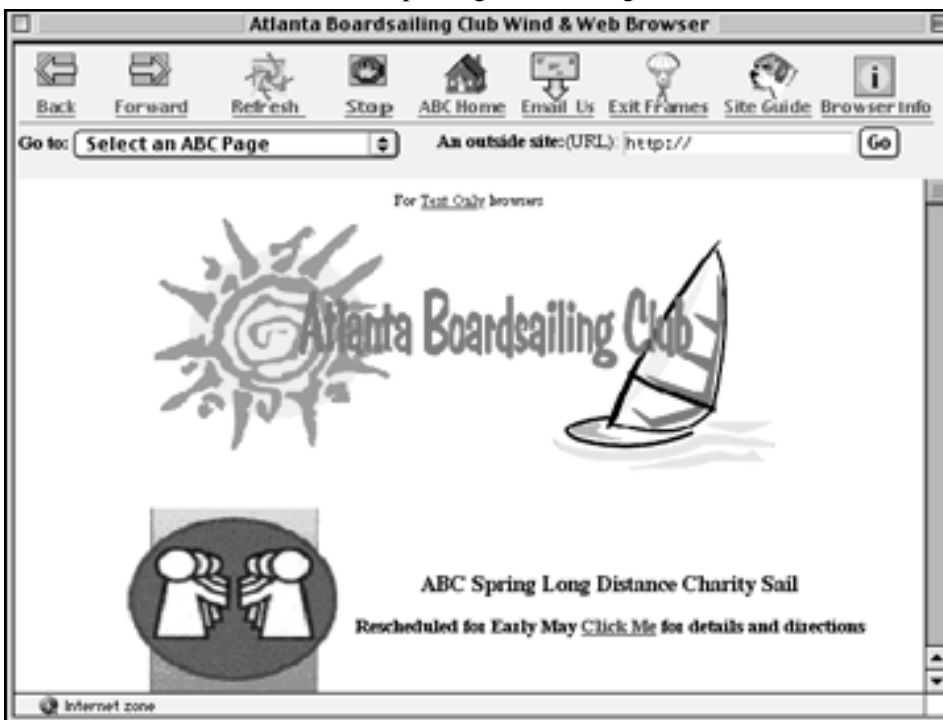 Atlanta Boardsailing Club Wind & Web Browser
Back Forward Refresh Stop ABC Home Email Us Exit Frames Site Guide Browser Info
Go to: Select an ABC Page An outside site:(URL): http:// Go
For Text Only browsers
Atlanta Boardsailing Club
ABC Spring Long Distance Charity Sail
Rescheduled for Early May Click Me for details and directions
Internet zone